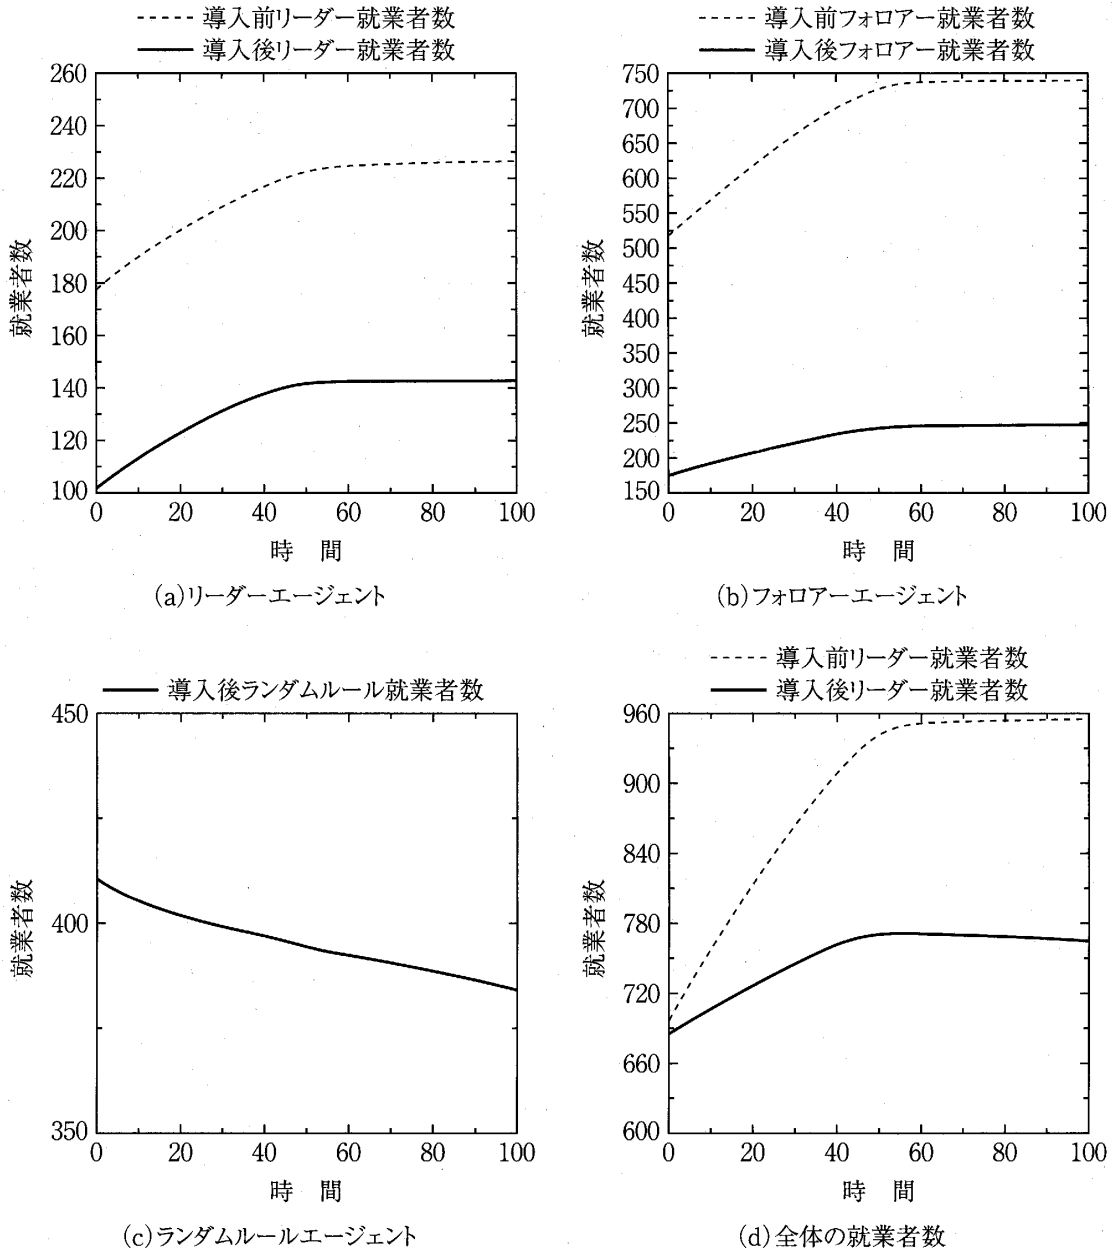 導入前リーダー就業者数
導入後リーダー就業者数
260
240
220
200
180
160
140
120
100
就業者数
0 20 40 60 80 100
時 間
(a)リーダーエージェント
導入前フォロアー就業者数
導入後フォロアー就業者数
750
700
650
600
550
500
450
400
350
300
250
200
150
就業者数
0 20 40 60 80 100
時 間
(b)フォロアーエージェント
導入後ランダムルール就業者数
450
400
350
就業者数
0 20 40 60 80 100
時 間
(c)ランダムルールエージェント
導入前リーダー就業者数
導入後リーダー就業者数
960
900
840
780
720
660
600
就業者数
0 20 40 60 80 100
時 間
(d)全体の就業者数